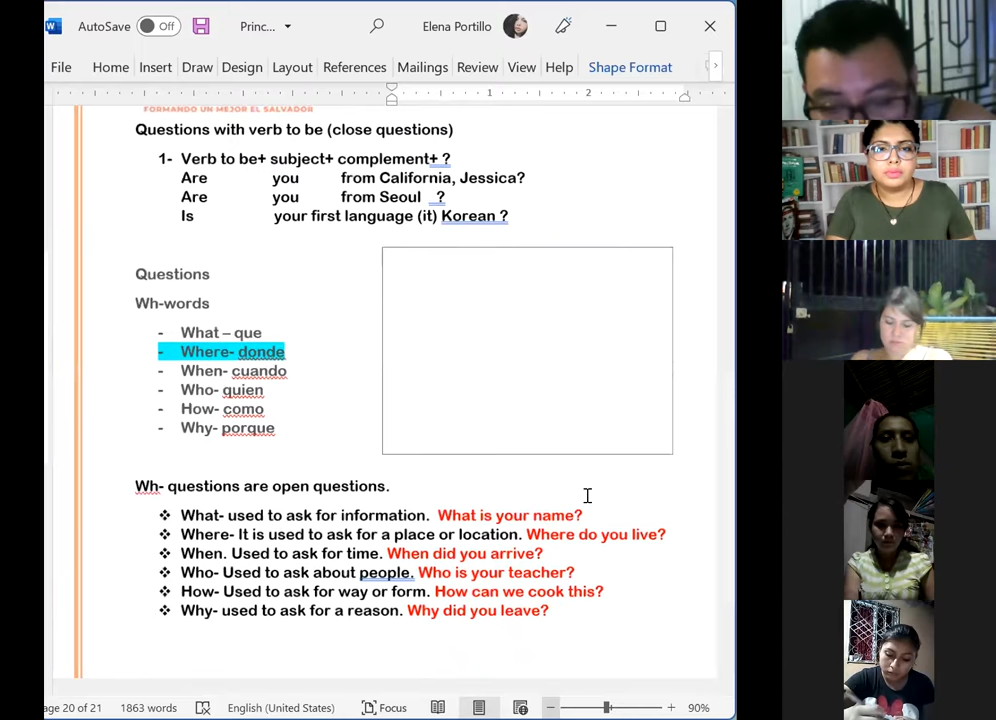 AutoSave Off Princ... Elena Portillo
File Home Insert Draw Design Layout References Mailings Review View Help Shape Format
1 2
FORMANDO UN MEJOR EL SALVADOR
Questions with verb to be (close questions)
1- Verb to be+ subject+ complement+ ?
Are you from California, Jessica?
Are you from Seoul ?
Is your first language (it) Korean ?
Questions
Wh-words
- What – que
- Where- donde
- When- cuando
- Who- quien
- How- como
- Why- porque
Wh- questions are open questions.
❖ What- used to ask for information. What is your name?
❖ Where- It is used to ask for a place or location. Where do you live?
❖ When. Used to ask for time. When did you arrive?
❖ Who- Used to ask about people. Who is your teacher?
❖ How- Used to ask for way or form. How can we cook this?
❖ Why- used to ask for a reason. Why did you leave?
age 20 of 21 1863 words English (United States) Focus 90%